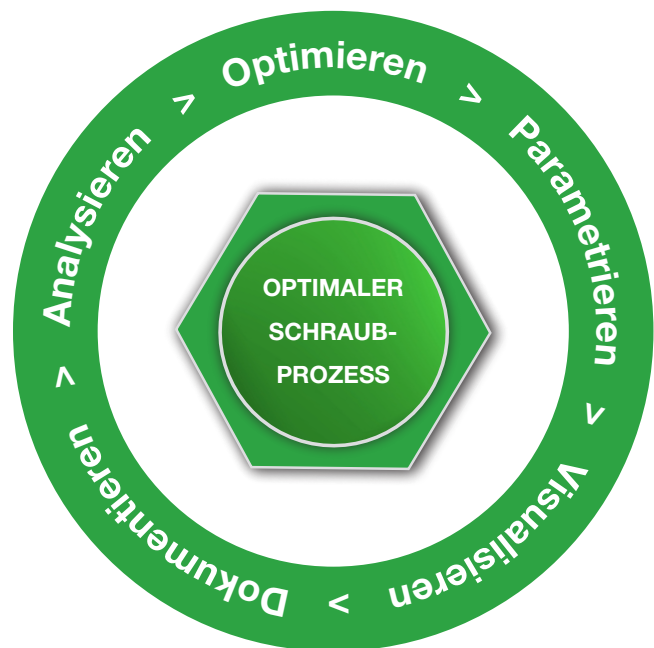 Optimieren > Parametrieren > Visualisieren > Dokumentieren > Analysieren >
OPTIMALER
SCHRAUB-
PROZESS